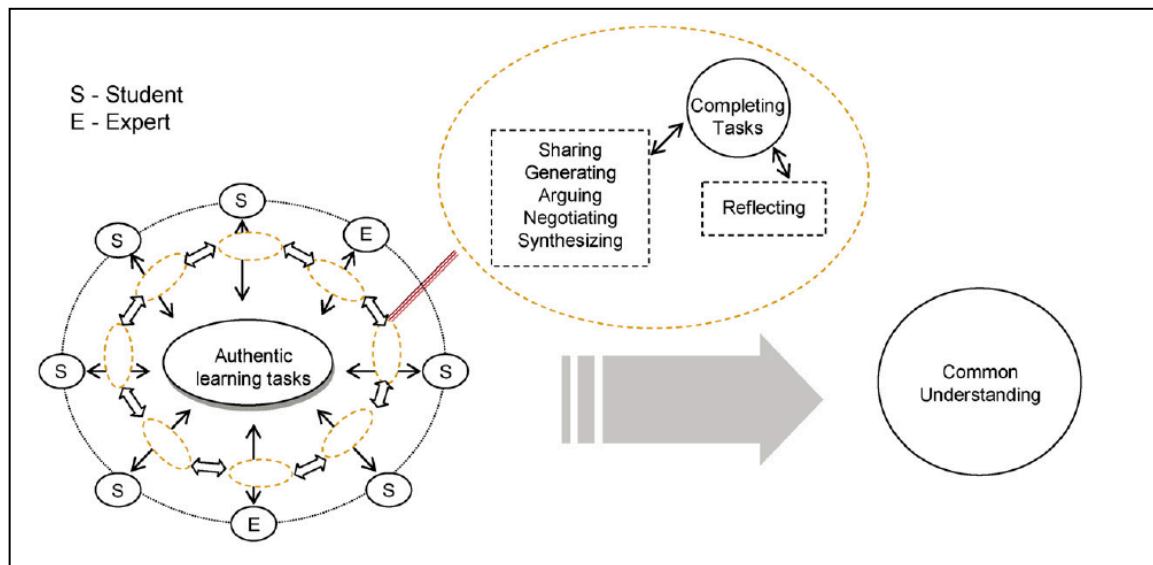 S - Student
E - Expert
Completing
Tasks
Sharing
Generating
Arguing
Negotiating
Synthesizing
Reflecting
S
S
E
Authentic
learning tasks
S
S
S
S
E
Common
Understanding